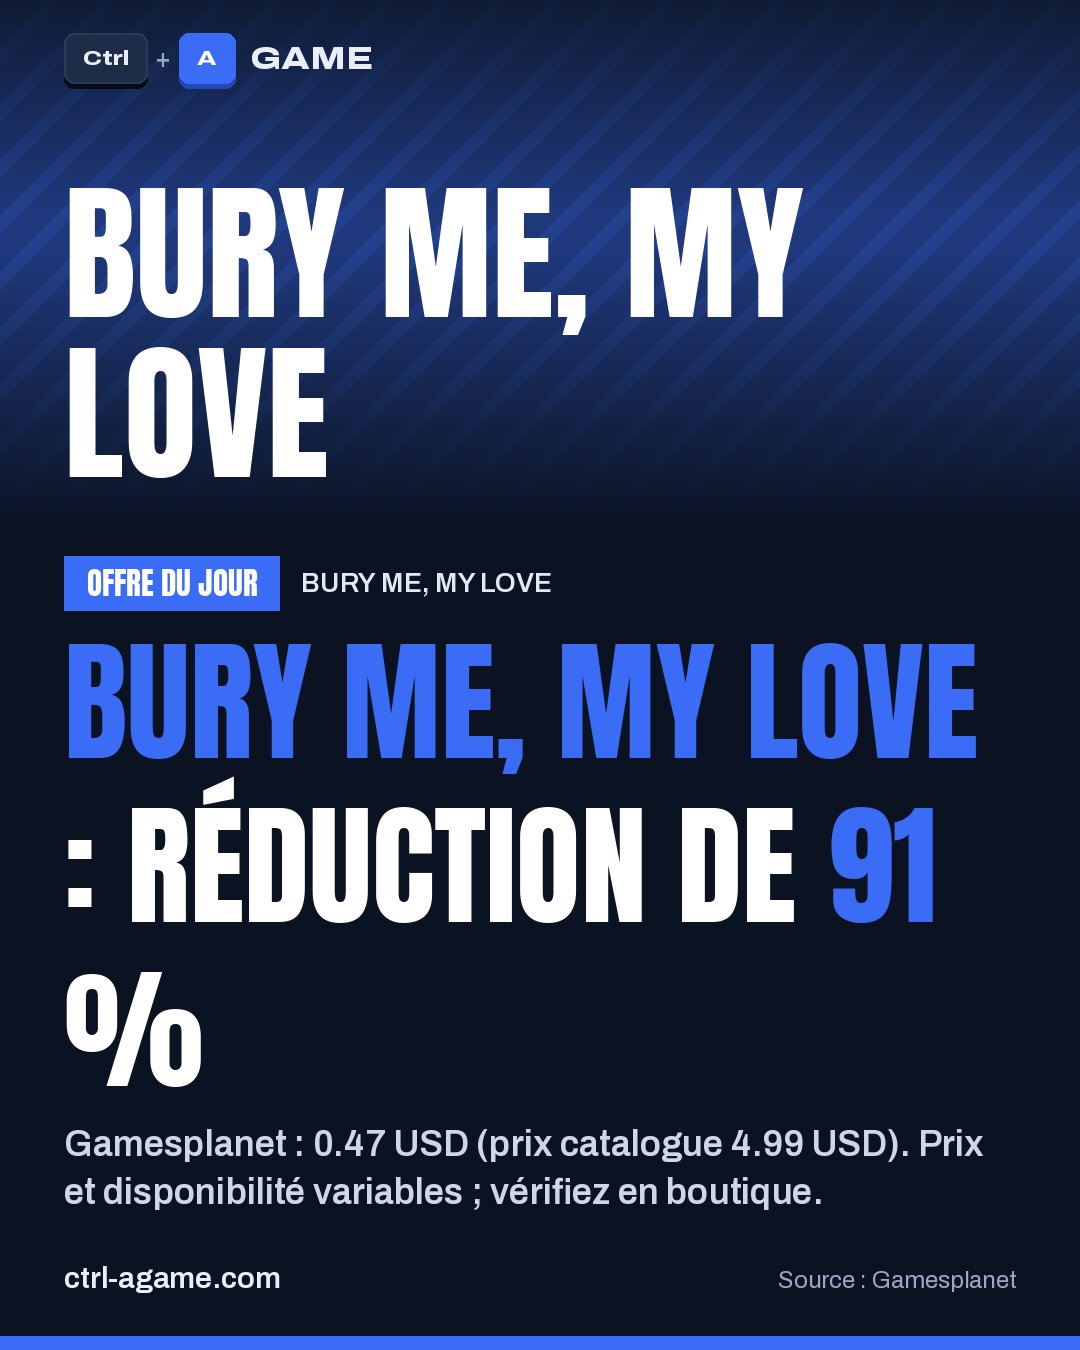 Ctrl + A GAME
BURY ME, MY
LOVE
OFFRE DU JOUR BURY ME, MY LOVE
BURY ME, MY LOVE
: RÉDUCTION DE 91
%
Gamesplanet : 0.47 USD (prix catalogue 4.99 USD). Prix
et disponibilité variables ; vérifiez en boutique.
ctrl-agame.com Source : Gamesplanet